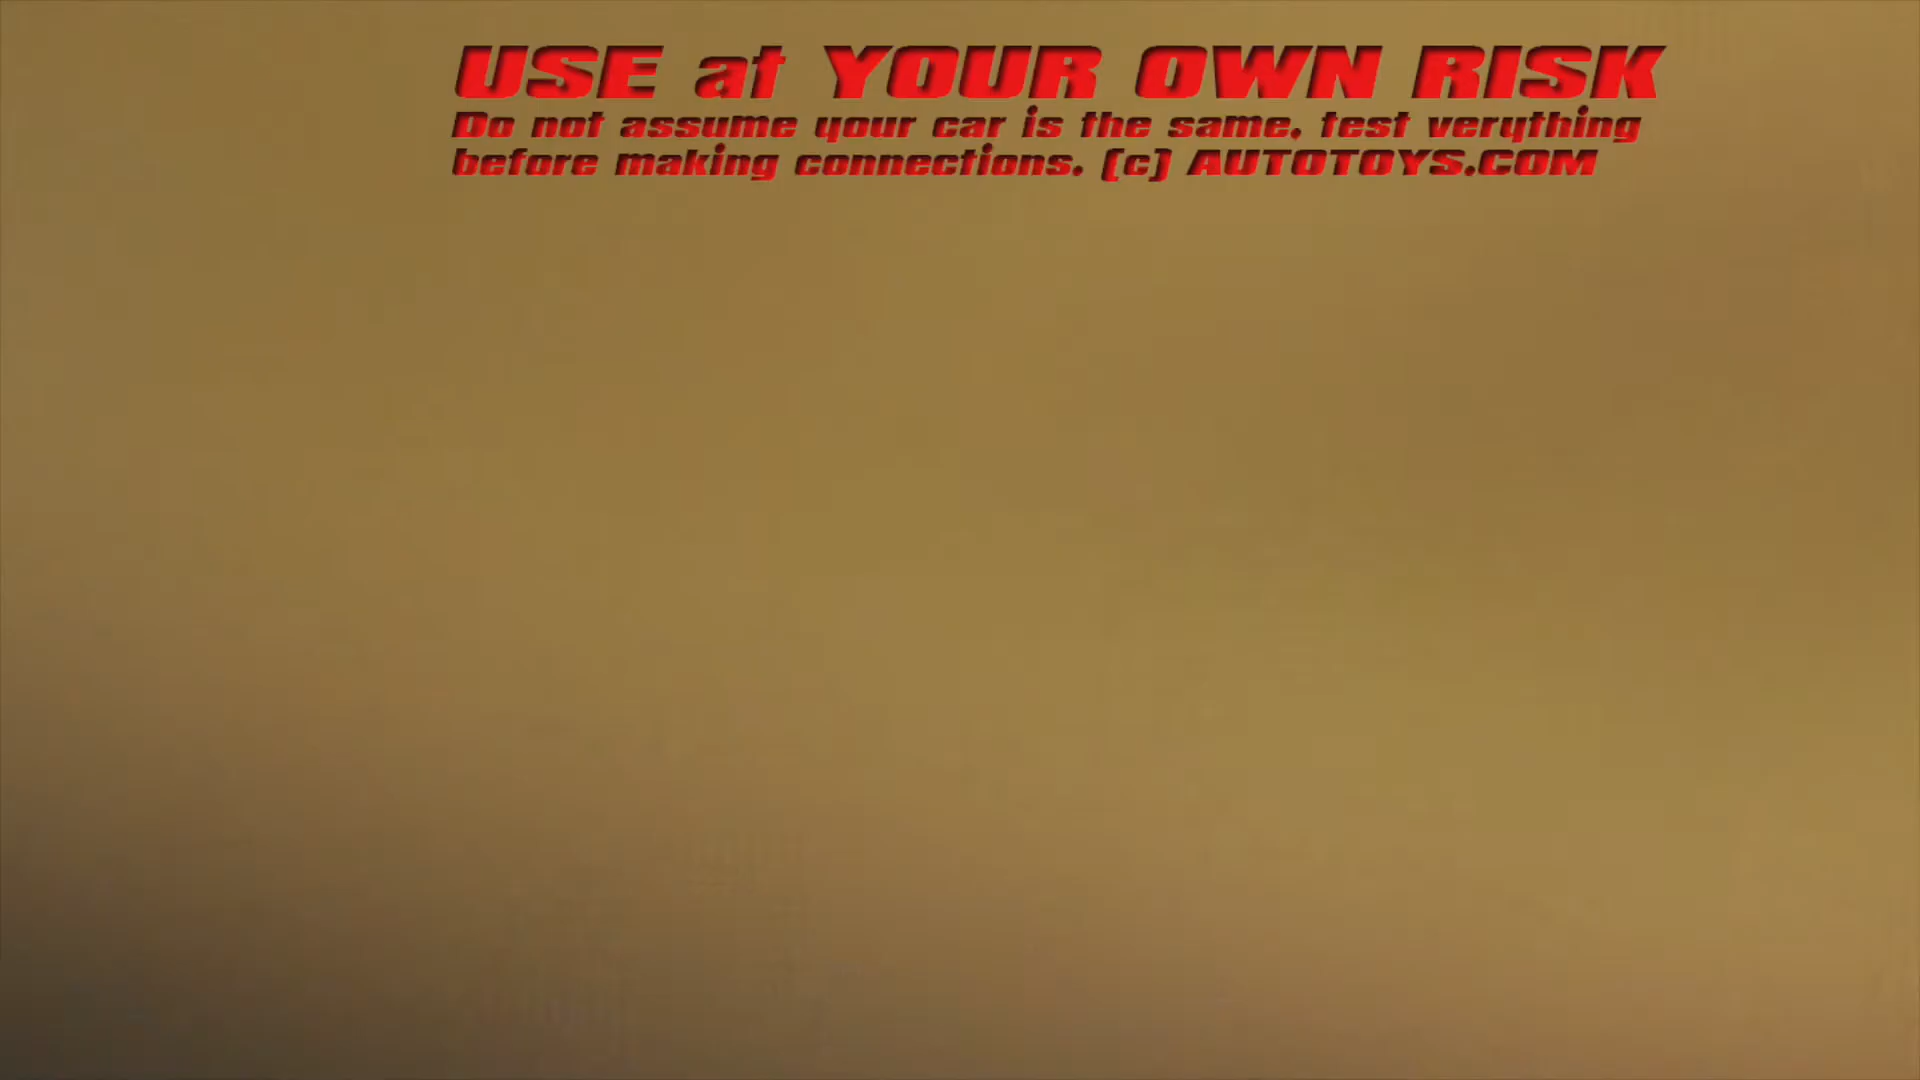 USE at YOUR OWN RISK
Do not assume your car is the same, test verything
before making connections. (c) AUTOTOYS.COM